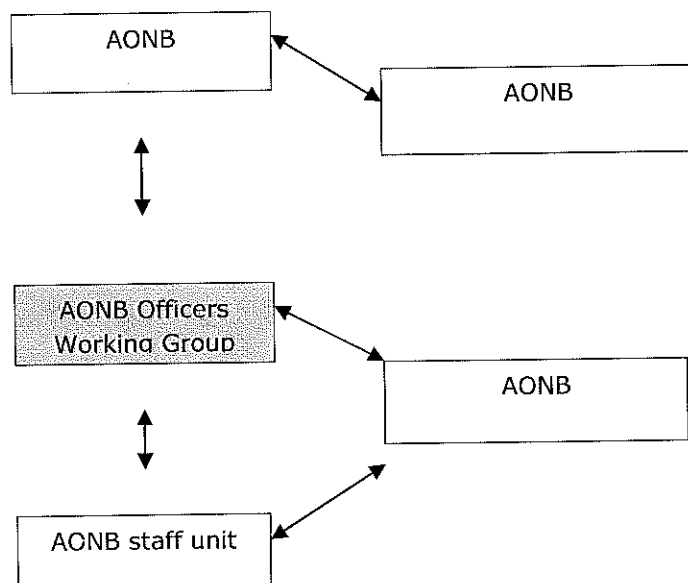 AONB
AONB
AONB Officers
Working Group
AONB
AONB staff unit